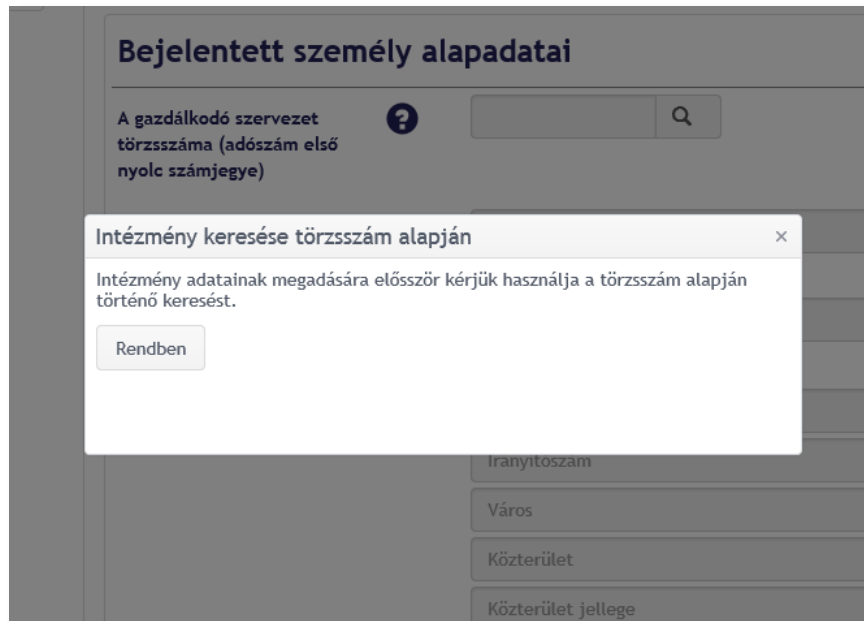 Bejelentett személy alapadatai
A gazdálkodó szervezet
törzsszáma (adószám első
nyolc számjegye)
Intézmény keresése törzsszám alapján
Intézmény adatainak megadására elősször kérjük használja a törzsszám alapján
történő keresést.
Rendben
Irányítószám
Város
Közterület
Közterület jellege